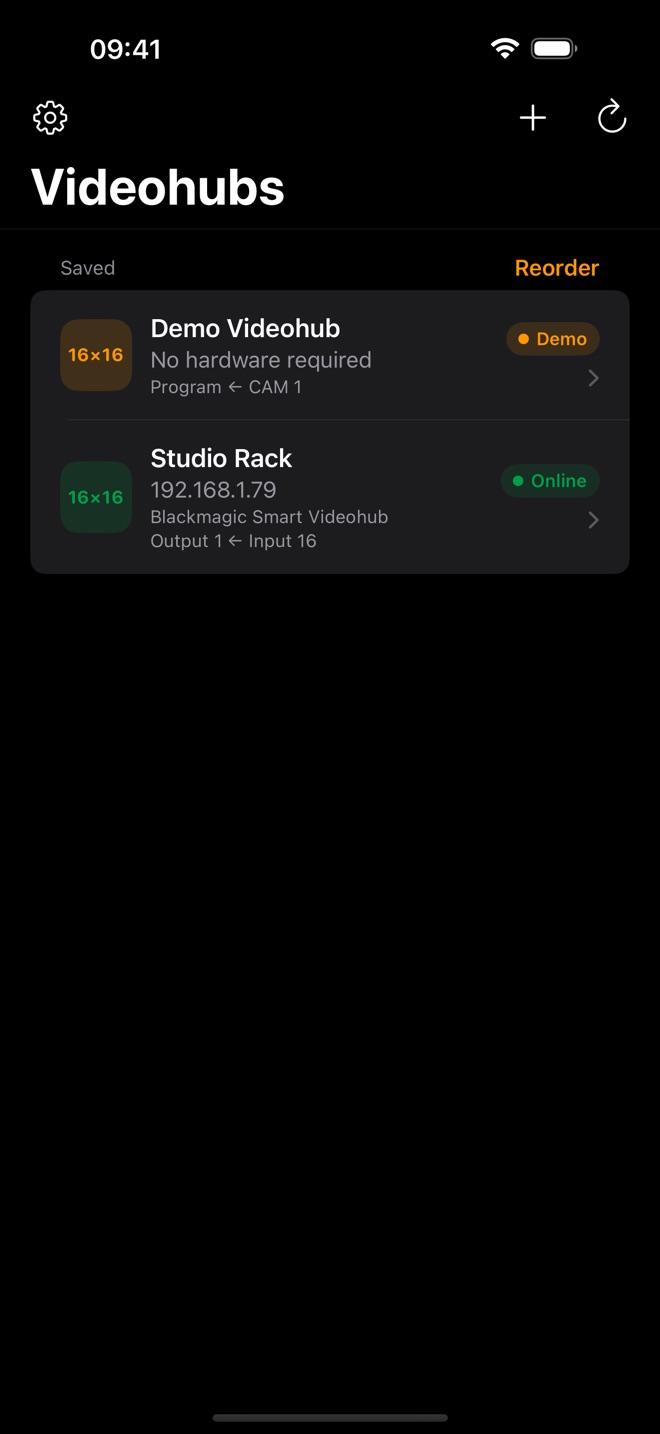 09:41
Videohubs
Saved
Reorder
16×16
Demo Videohub
No hardware required
Program ← CAM 1
Demo
16×16
Studio Rack
192.168.1.79
Blackmagic Smart Videohub
Output 1 ← Input 16
Online